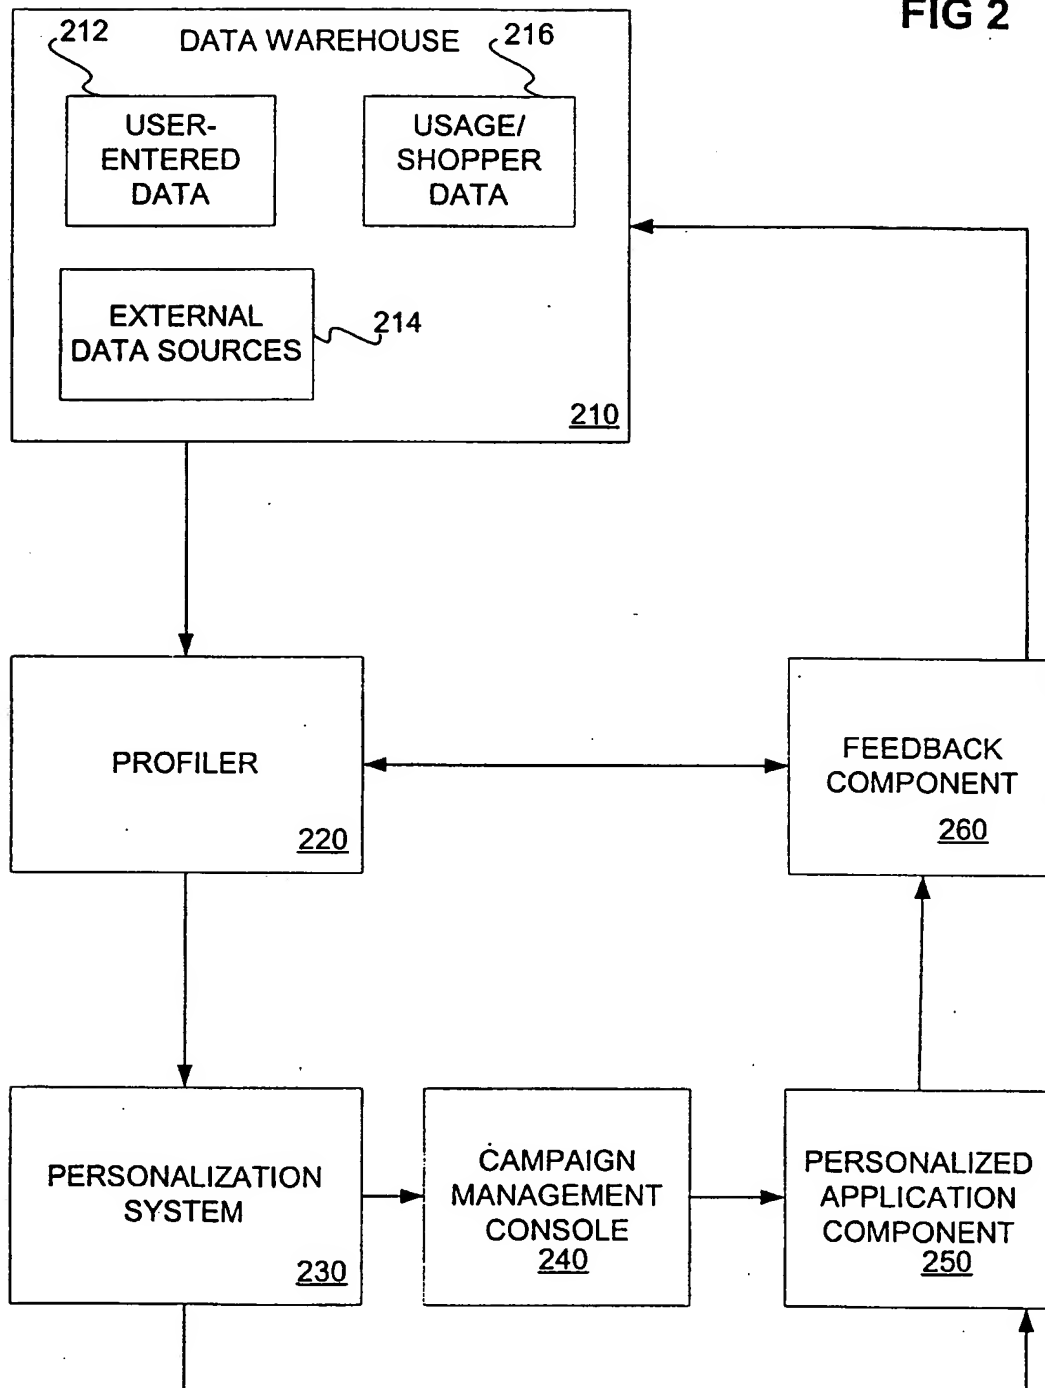 FIG 2
212
DATA WAREHOUSE
216
USER-
ENTERED
DATA
USAGE/
SHOPPER
DATA
EXTERNAL
DATA SOURCES
214
210
PROFILER
220
FEEDBACK
COMPONENT
260
PERSONALIZATION
SYSTEM
230
CAMPAIGN
MANAGEMENT
CONSOLE
240
PERSONALIZED
APPLICATION
COMPONENT
250